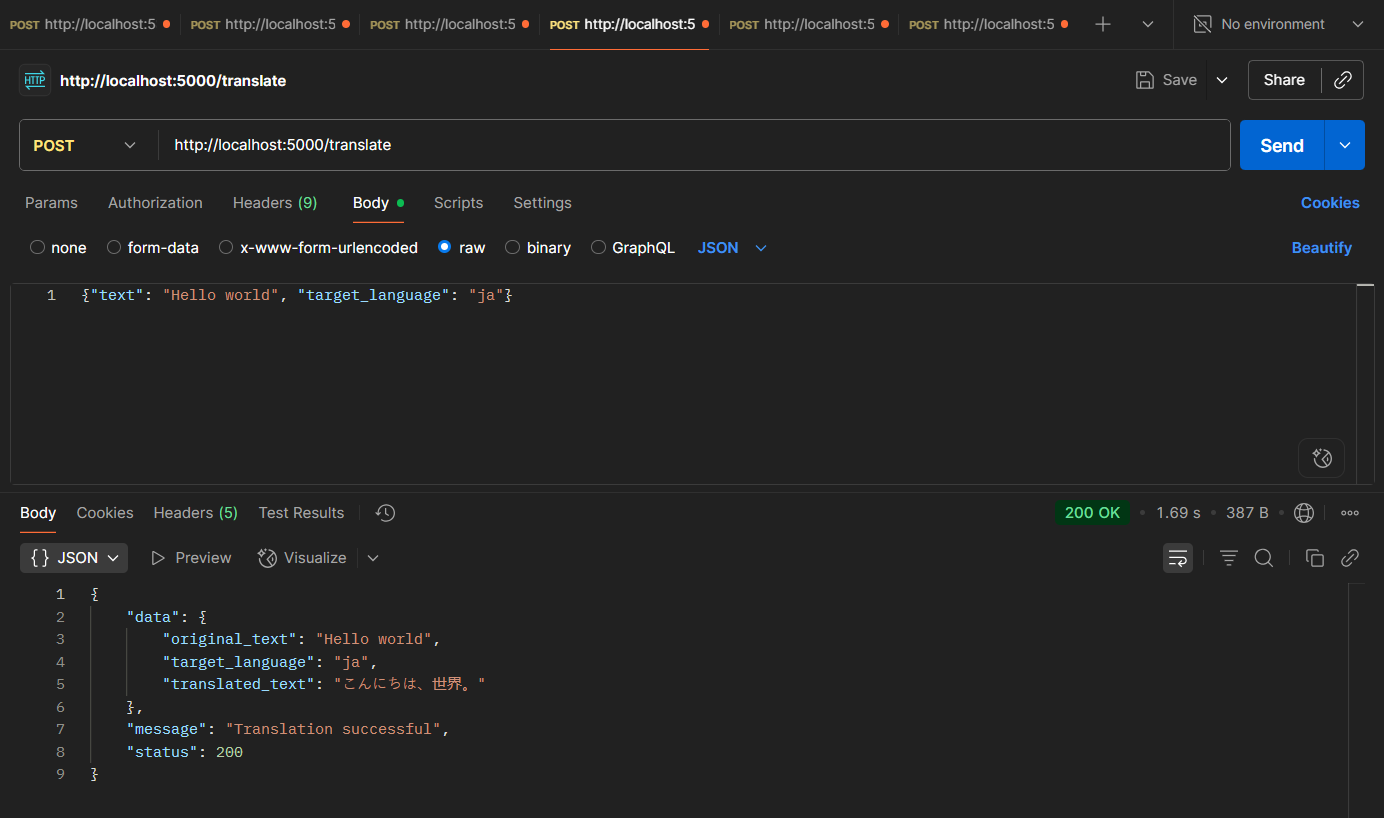 POST http://localhost:5 POST http://localhost:5 POST http://localhost:5 POST http://localhost:5 POST http://localhost:5 POST http://localhost:5 No environment
HTTP http://localhost:5000/translate Save Share
POST http://localhost:5000/translate Send
Params Authorization Headers (9) Body Scripts Settings Cookies
none form-data x-www-form-urlencoded raw binary GraphQL JSON Beautify
1 {"text": "Hello world", "target_language": "ja"}
Body Cookies Headers (5) Test Results 200 OK • 1.69 s • 387 B •
{} JSON Preview Visualize
1 {
2 "data": {
3 "original_text": "Hello world",
4 "target_language": "ja",
5 "translated_text": "こんにちは、世界。"
6 },
7 "message": "Translation successful",
8 "status": 200
9 }